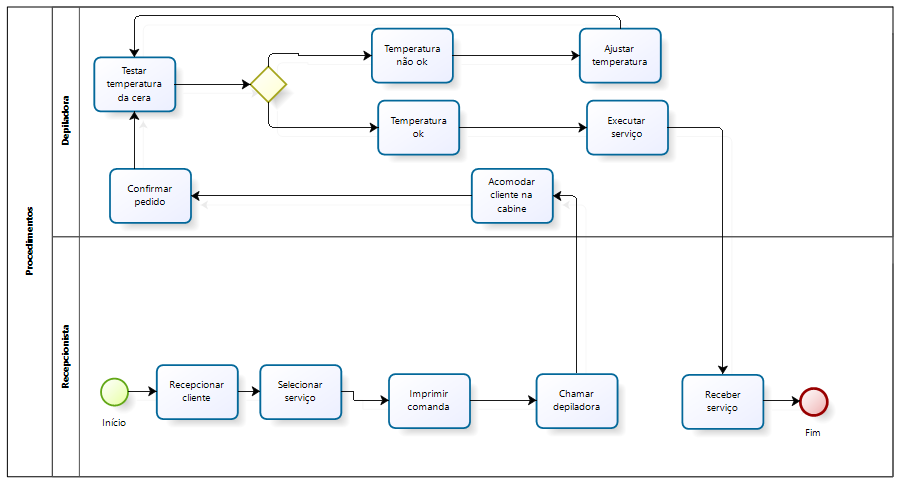 Procedimentos
Depiladora
Testar
temperatura
da cera
Temperatura
não ok
Ajustar
temperatura
Temperatura
ok
Executar
serviço
Confirmar
pedido
Acomodar
cliente na
cabine
Recepcionista
Início
Recepcionar
cliente
Selecionar
serviço
Imprimir
comanda
Chamar
depiladora
Receber
serviço
Fim